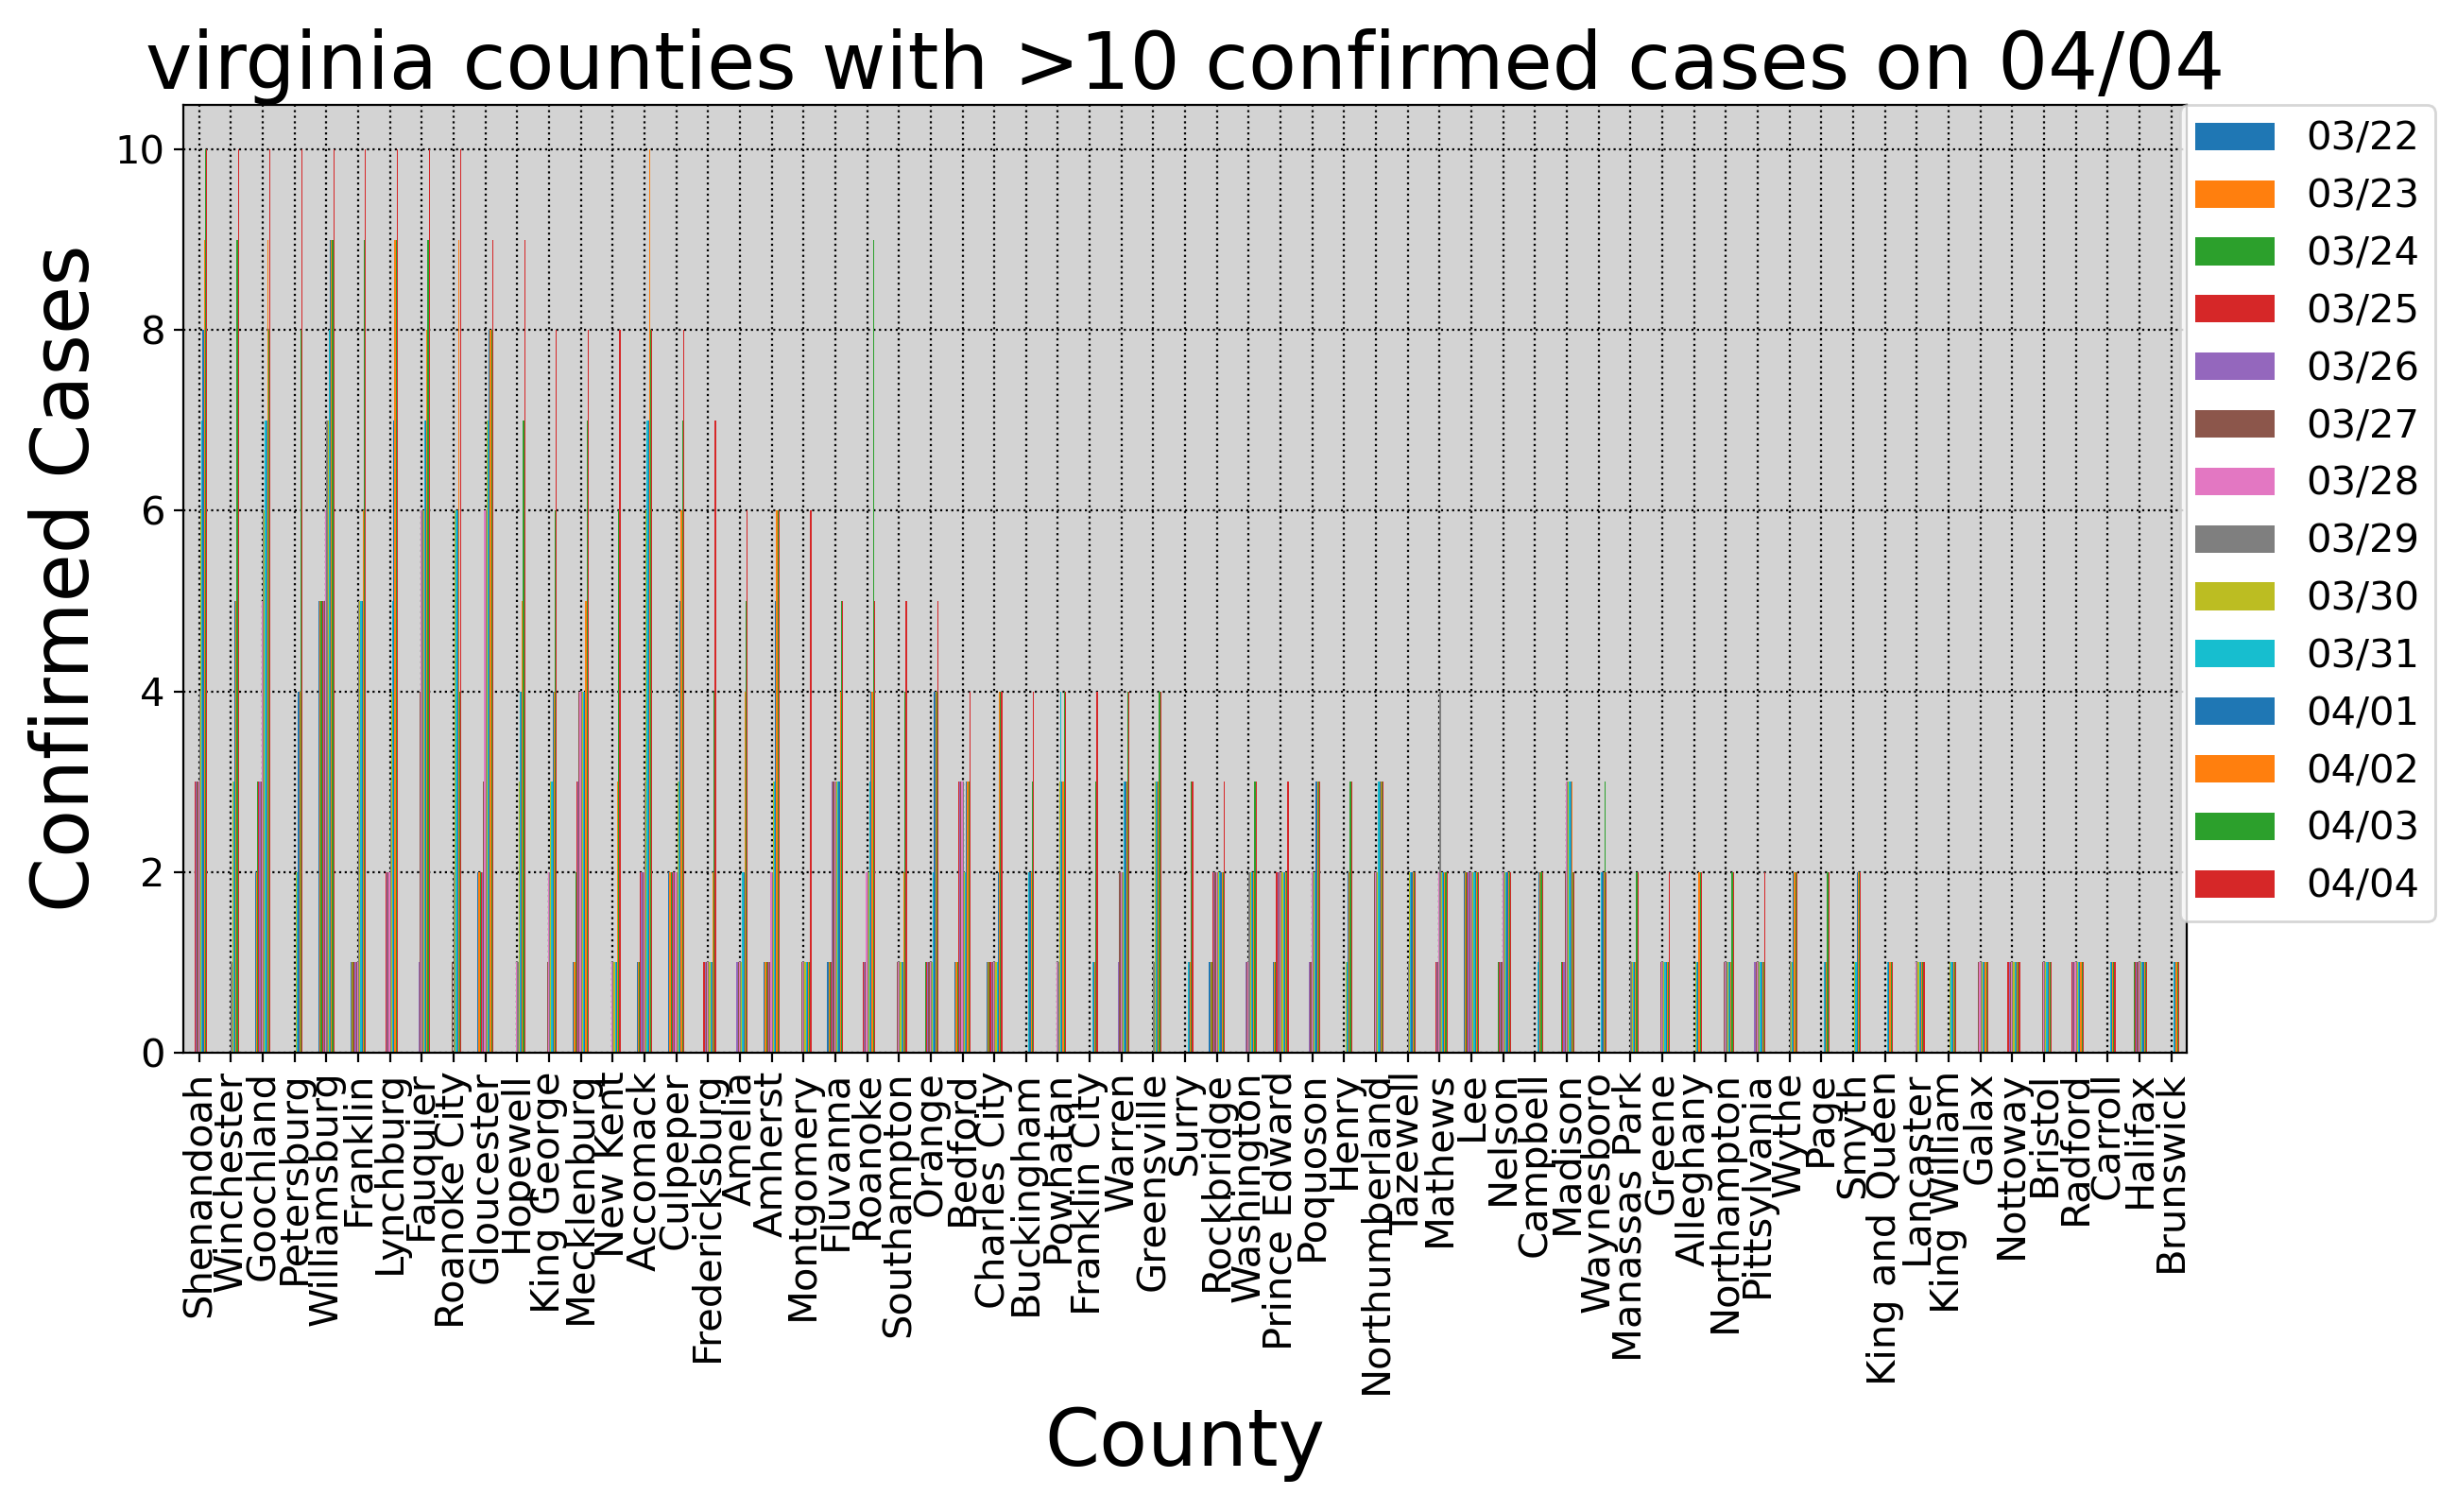 virginia counties with >10 confirmed cases on 04/04
Confirmed Cases
10
8
6
4
2
0
03/22
03/23
03/24
03/25
03/26
03/27
03/28
03/29
03/30
03/31
04/01
04/02
04/03
04/04
Shenandoah
Winchester
Goochland
Petersburg
Williamsburg
Franklin
Lynchburg
Fauquier
Roanoke City
Gloucester
Hopewell
King George
Mecklenburg
New Kent
Accomack
Culpeper
Fredericksburg
Amelia
Amherst
Montgomery
Fluvanna
Roanoke
Southampton
Orange
Bedford
Charles City
Buckingham
Powhatan
Franklin City
Warren
Greensville
Surry
Rockbridge
Washington
Prince Edward
Poquoson
Henry
Northumberland
Tazewell
Mathews
Lee
Nelson
Campbell
Madison
Waynesboro
Manassas Park
Greene
Alleghany
Northampton
Pittsylvania
Wythe
Page
Smyth
King and Queen
Lancaster
King William
Galax
Nottoway
Bristol
Radford
Carroll
Halifax
Brunswick
County